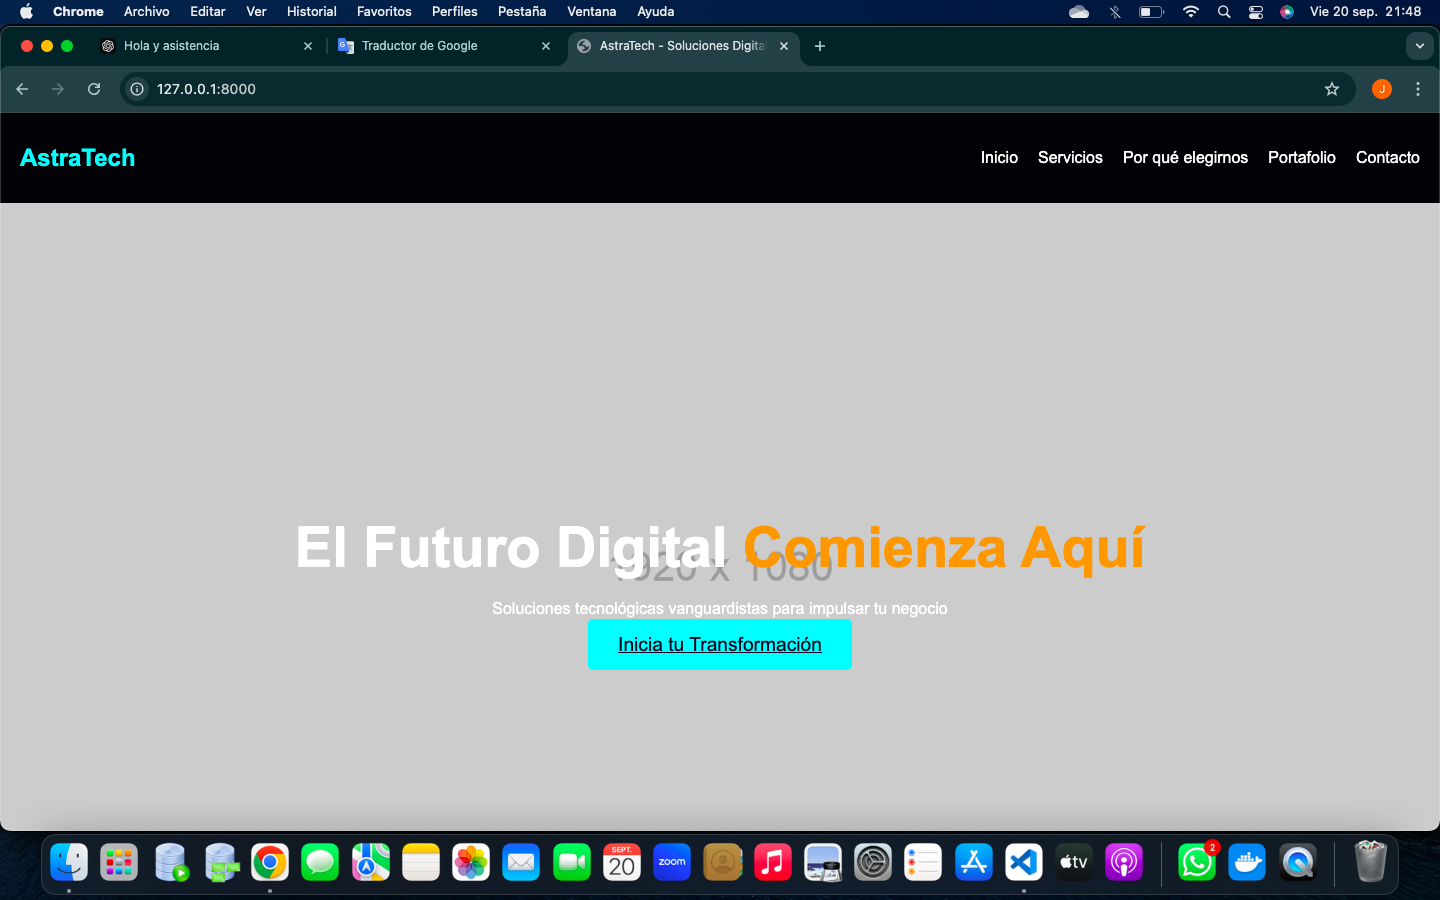 Chrome Archivo Editar Ver Historial Favoritos Perfiles Pestaña Ventana Ayuda Vie 20 sep. 21:48
Hola y asistencia Traductor de Google AstraTech - Soluciones Digita
127.0.0.1:8000 J
AstraTech Inicio Servicios Por qué elegirnos Portafolio Contacto
El Futuro Digital Comienza Aquí
1920 x 1080
Soluciones tecnológicas vanguardistas para impulsar tu negocio
Inicia tu Transformación
SEPT.
20
zoom
tv
2